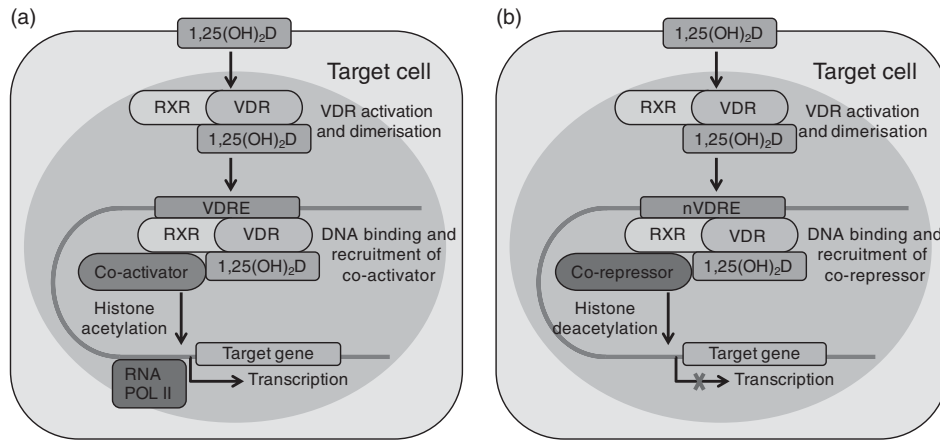 (a)
1,25(OH)₂D
Target cell
RXR
VDR
VDR activation
and dimerisation
1,25(OH)₂D
VDRE
RXR
VDR
DNA binding and
recruitment of
co-activator
Co-activator
1,25(OH)₂D
Histone
acetylation
Target gene
RNA
POL II
Transcription
(b)
1,25(OH)₂D
Target cell
RXR
VDR
VDR activation
and dimerisation
1,25(OH)₂D
nVDRE
RXR
VDR
DNA binding and
recruitment of
co-repressor
Co-repressor
1,25(OH)₂D
Histone
deacetylation
Target gene
Transcription